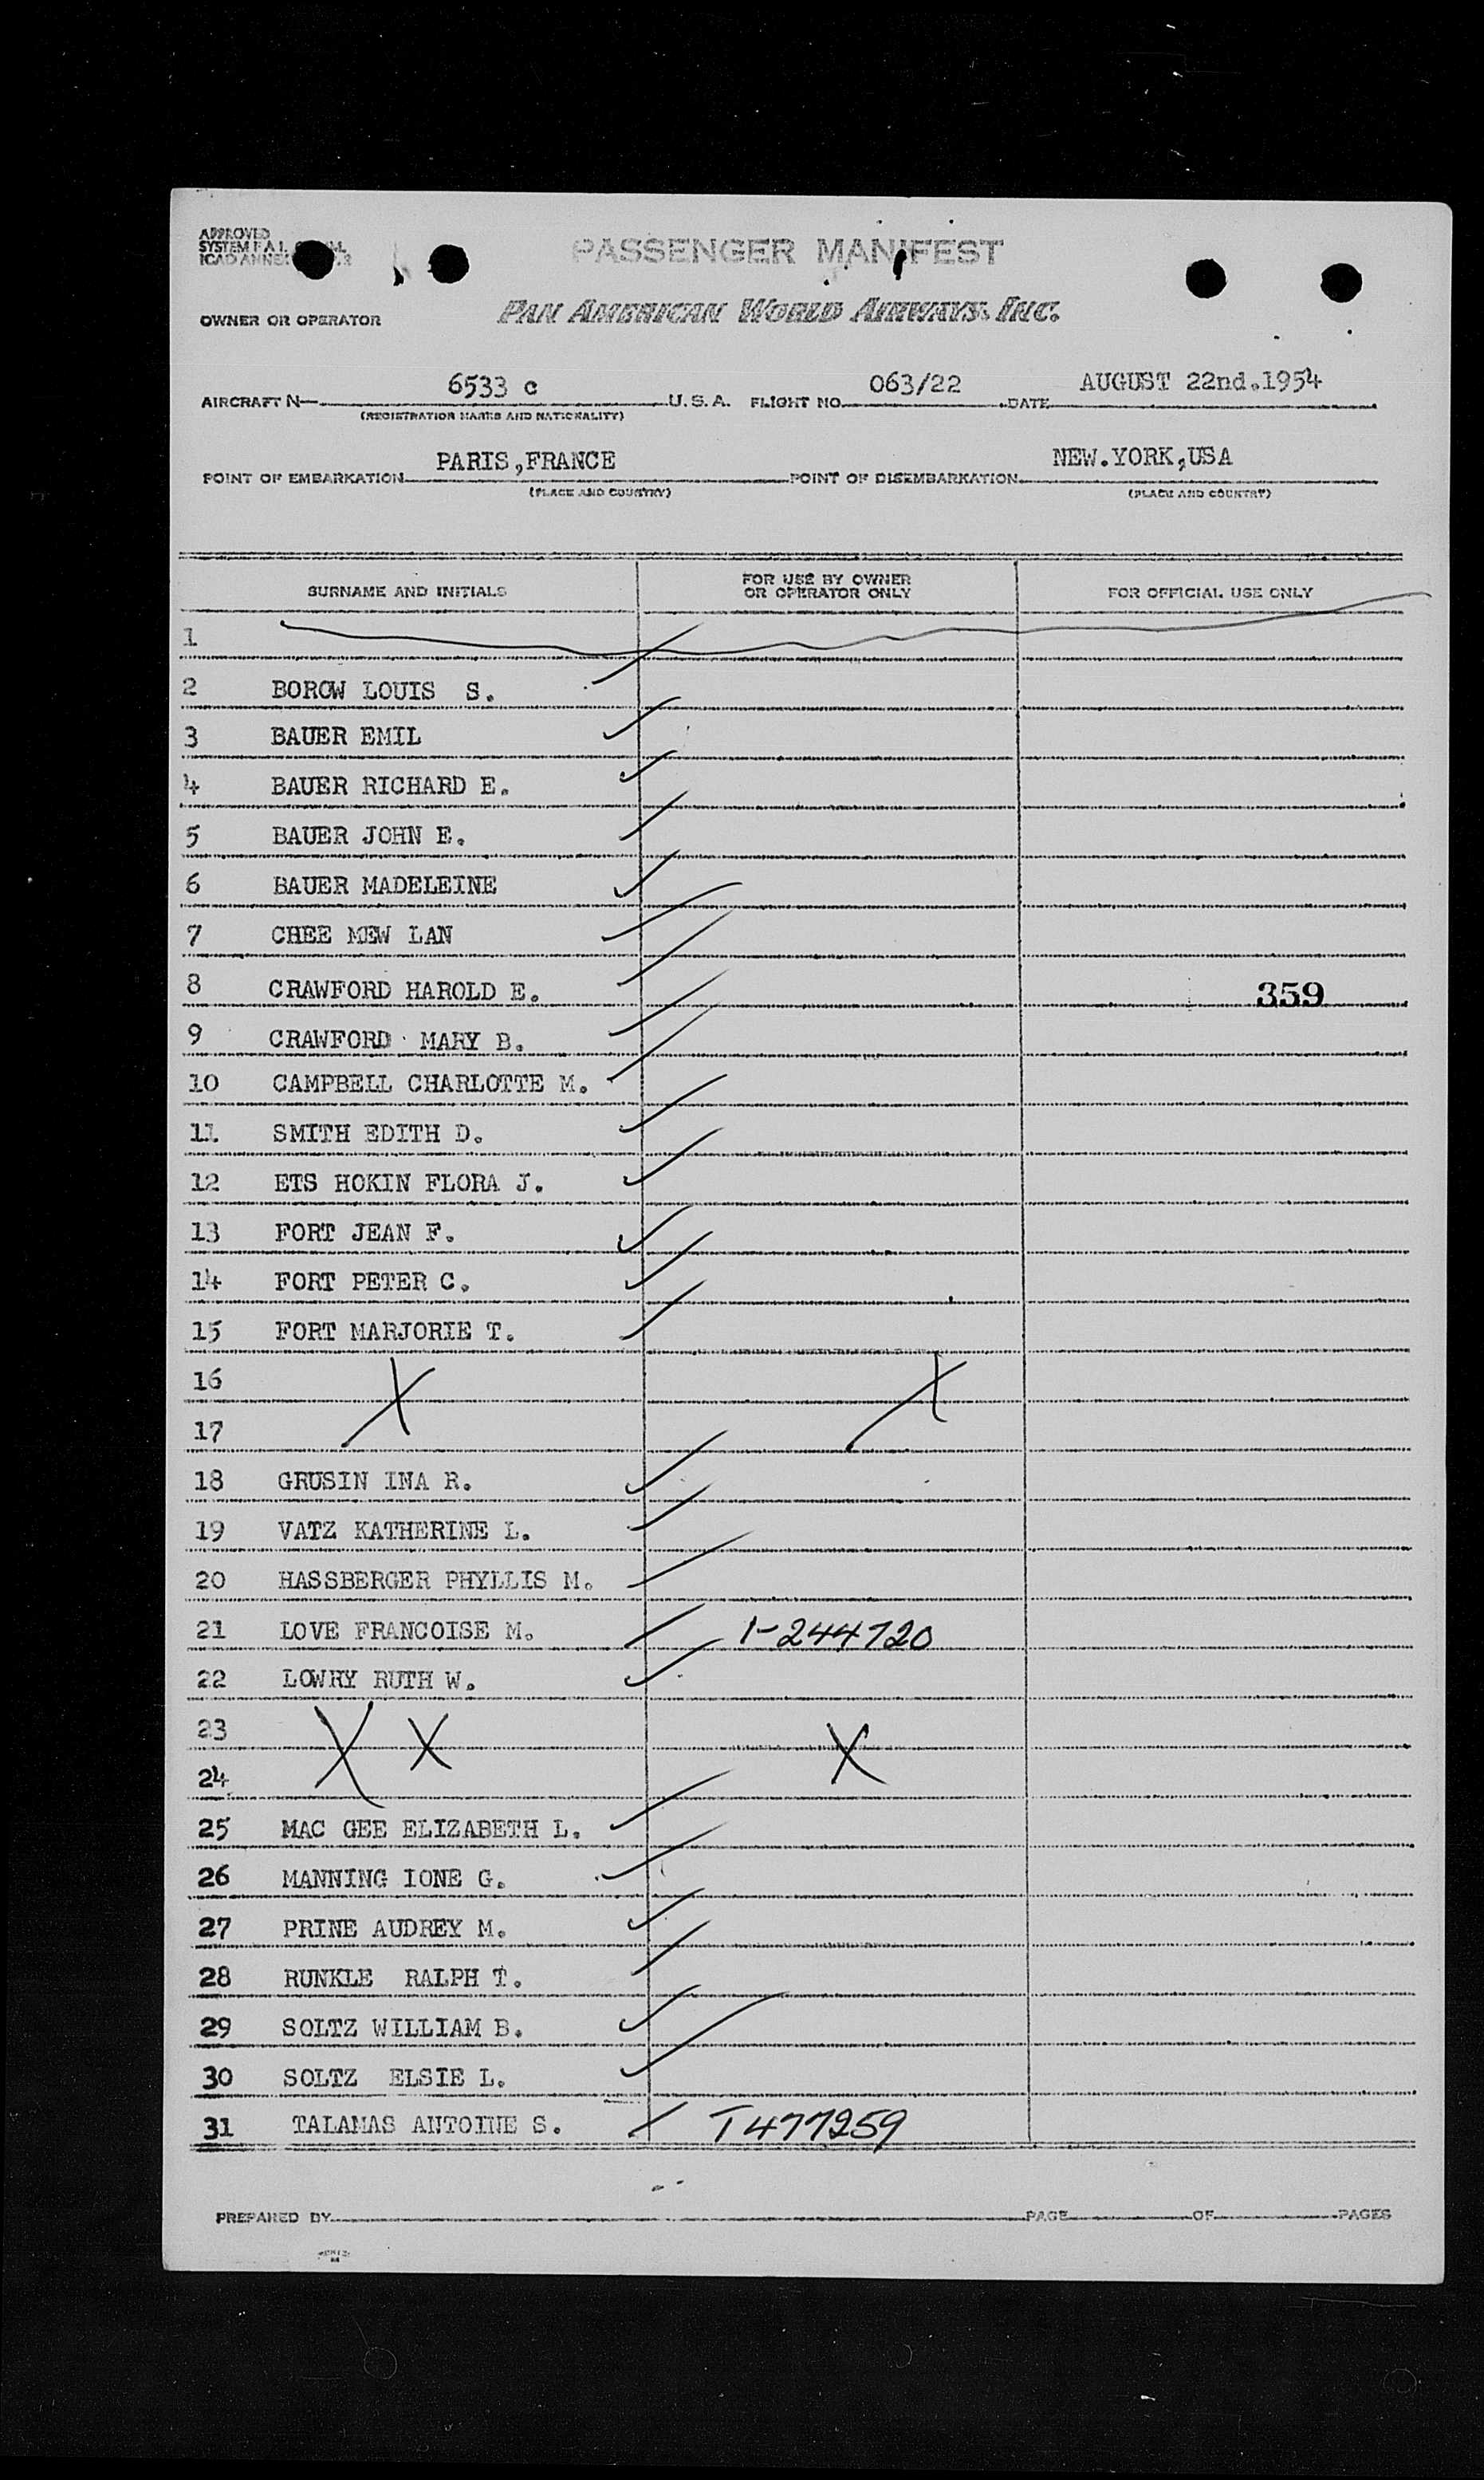 APPROVED
SYSTEM F A L
ICAO ANNEX
PASSENGER MANIFEST
OWNER OR OPERATOR PAN AMERICAN WORLD AIRWAYS, INC.
AIRCRAFT N— 6533 c U.S.A. FLIGHT NO. 063/22 DATE AUGUST 22nd.1954
(REGISTRATION MARKS AND NATIONALITY)
POINT OF EMBARKATION PARIS,FRANCE POINT OF DISEMBARKATION NEW.YORK,USA
(PLACE AND COUNTRY) (PLACE AND COUNTRY)
SURNAME AND INITIALS FOR USE BY OWNER OR OPERATOR ONLY FOR OFFICIAL USE ONLY
1
2 BOROW LOUIS S.
3 BAUER EMIL
4 BAUER RICHARD E.
5 BAUER JOHN E.
6 BAUER MADELEINE
7 CHEE MEW LAN
8 CRAWFORD HAROLD E. 359
9 CRAWFORD MARY B.
10 CAMPBELL CHARLOTTE M.
11 SMITH EDITH D.
12 ETS HOKIN FLORA J.
13 FORT JEAN F.
14 FORT PETER C.
15 FORT MARJORIE T.
16
17
18 GRUSIN INA R.
19 VATZ KATHERINE L.
20 HASSBERGER PHYLLIS M.
21 LOVE FRANCOISE M. 1-244720
22 LOWRY RUTH W.
23
24
25 MAC GEE ELIZABETH L.
26 MANNING IONE G.
27 PRINE AUDREY M.
28 RUNKLE RALPH T.
29 SOLTZ WILLIAM B.
30 SOLTZ ELSIE L.
31 TALAMAS ANTOINE S. T477259
PREPARED BY PAGE OF PAGES